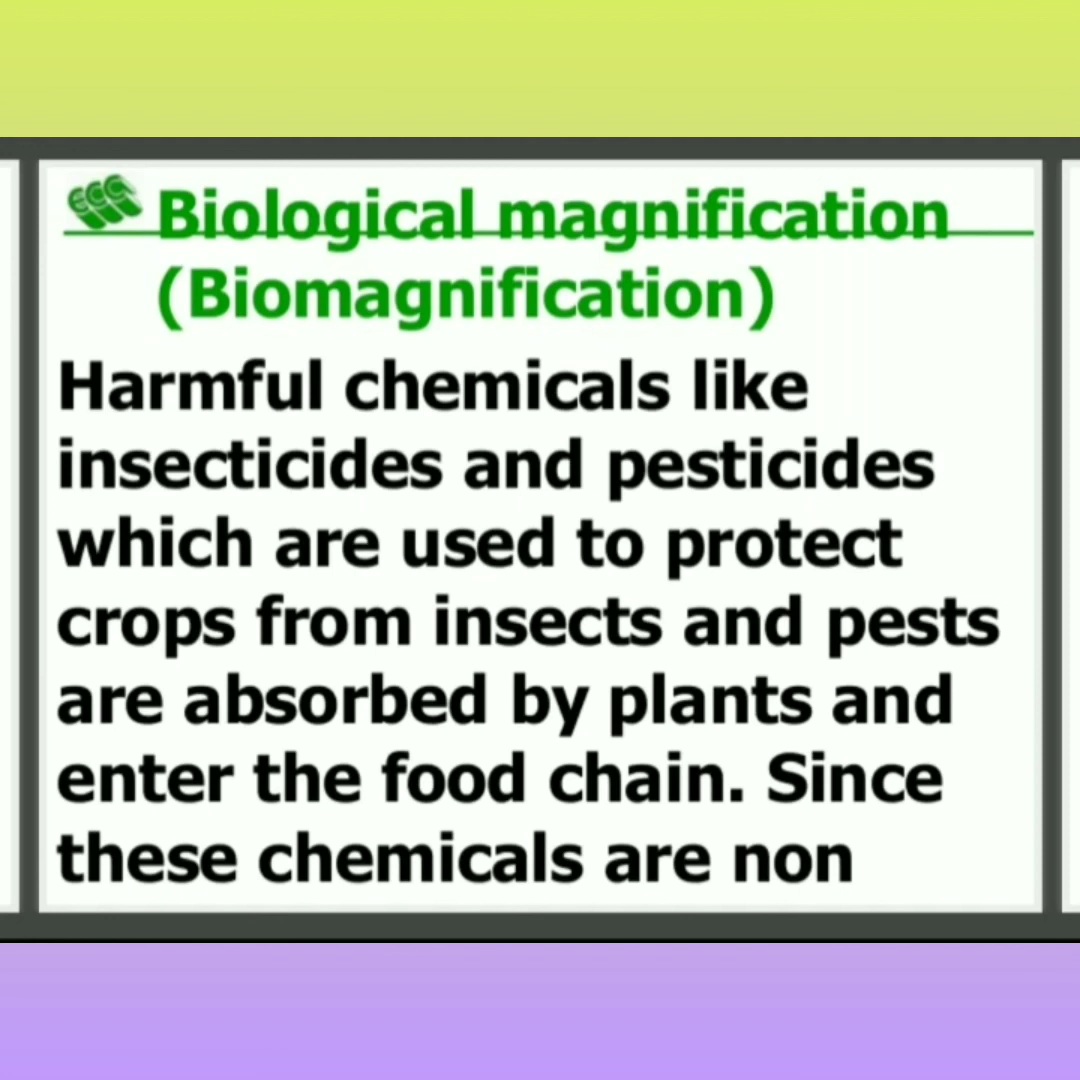 Biological magnification
(Biomagnification)
Harmful chemicals like
insecticides and pesticides
which are used to protect
crops from insects and pests
are absorbed by plants and
enter the food chain. Since
these chemicals are non